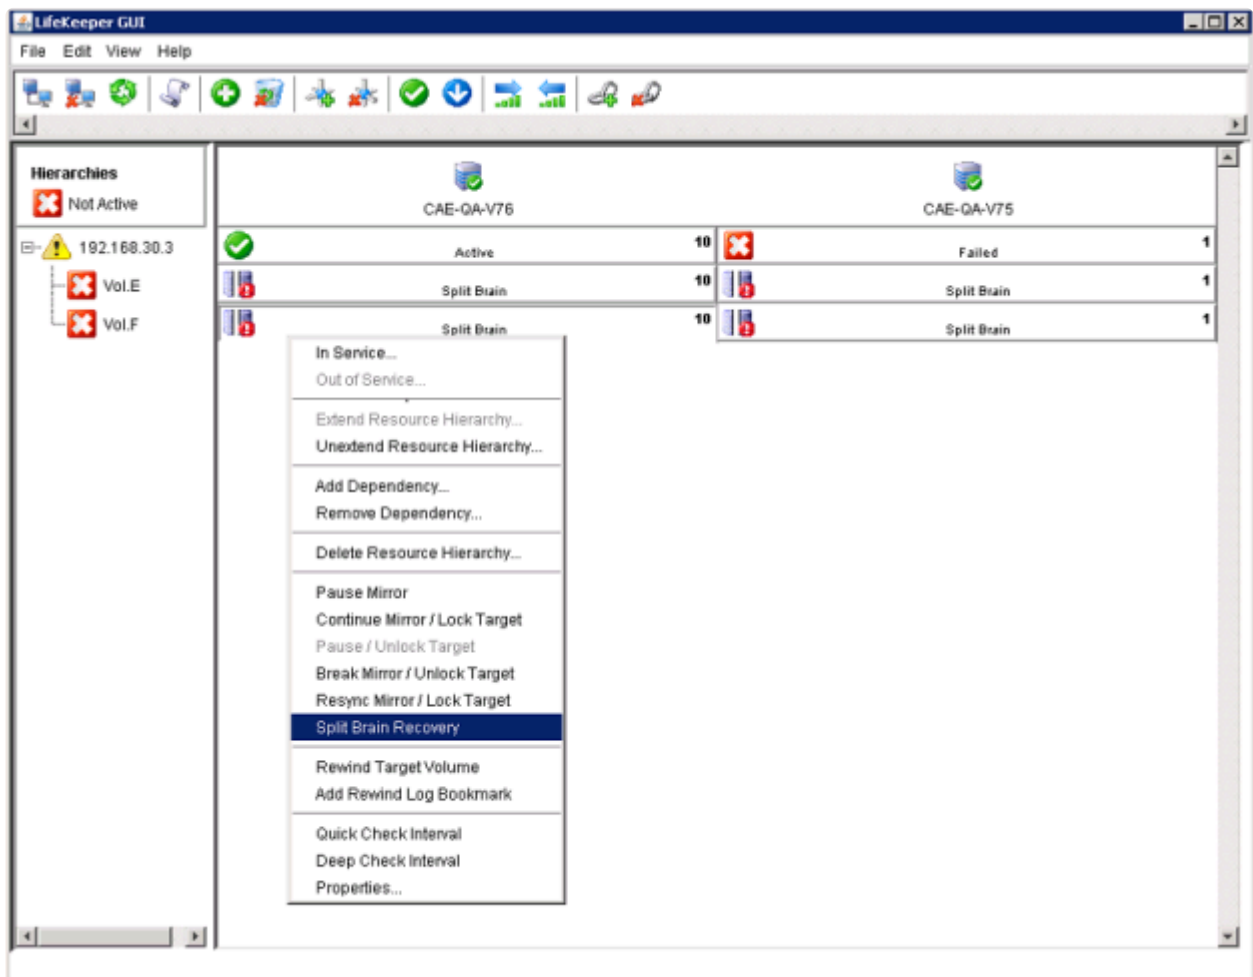 LifeKeeper GUI
File Edit View Help
Hierarchies
Not Active
CAE-QA-V76
CAE-QA-V75
192.168.30.3
Active 10
Failed 1
Vol.E
Split Brain 10
Split Brain 1
Vol.F
Split Brain 10
Split Brain 1
In Service...
Out of Service...
Extend Resource Hierarchy...
Unextend Resource Hierarchy...
Add Dependency...
Remove Dependency...
Delete Resource Hierarchy...
Pause Mirror
Continue Mirror / Lock Target
Pause / Unlock Target
Break Mirror / Unlock Target
Resync Mirror / Lock Target
Split Brain Recovery
Rewind Target Volume
Add Rewind Log Bookmark
Quick Check Interval
Deep Check Interval
Properties...